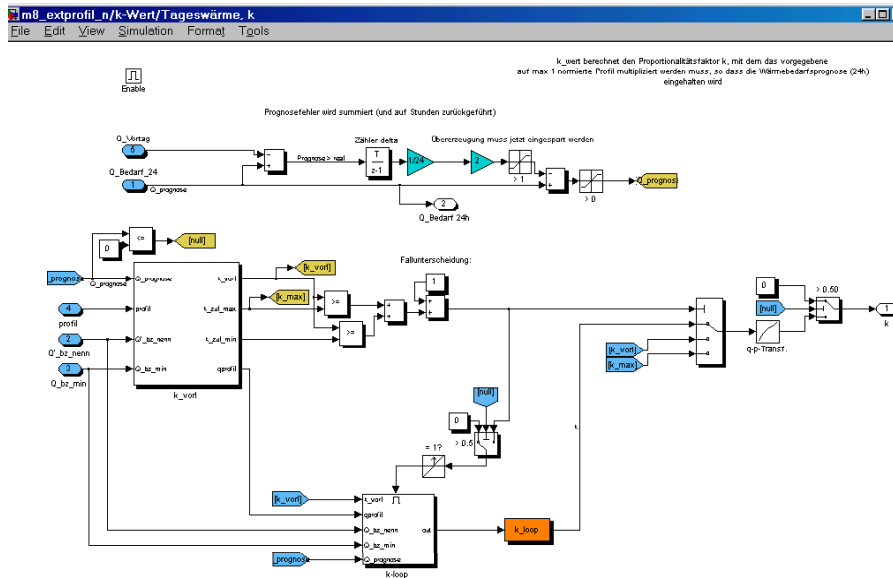 m8_extprofil_n/k-Wert/Tageswärme, k
File Edit View Simulation Format Tools
k_wert berechnet den Proportionalitätsfaktor k, mit dem das vorgegebene
auf max 1 normierte Profil multipliziert werden muss, so dass die Wärmebedarfsprognose (24h)
eingehalten wird
Enable
Prognosefehler wird summiert (und auf Stunden zurückgeführt)
Q_Vortag
5
Zähler delta
Übererzeugung muss jetzt eingespart werden
Prognose > real
T
z-1
1/24
2
> 1
Q_Bedarf_24
1
Q_prognose
2
Q_Bedarf 24h
> 0
Q_prognose
0
<=
[null]
_prognose
Q_prognose
4
profil
2
Q'_bz_nenn
3
Q_bz_min
Q_prognose
profil
Q'_bz_nenn
Q_bz_min
k_vorl
k_zul_max
k_zul_min
qprofil
k_vorl
[k_vorl]
[k_max]
>=
>=
Fallunterscheidung:
1
[null]
0
> 0.5
= 1?
[k_vorl]
_prognose
k_vorl
qprofil
Q_bz_nenn
Q_bz_min
Q_prognose
out
k-loop
k_loop
[k_vorl]
[k_max]
q-p-Transf.
0
[null]
> 0.50
1
k